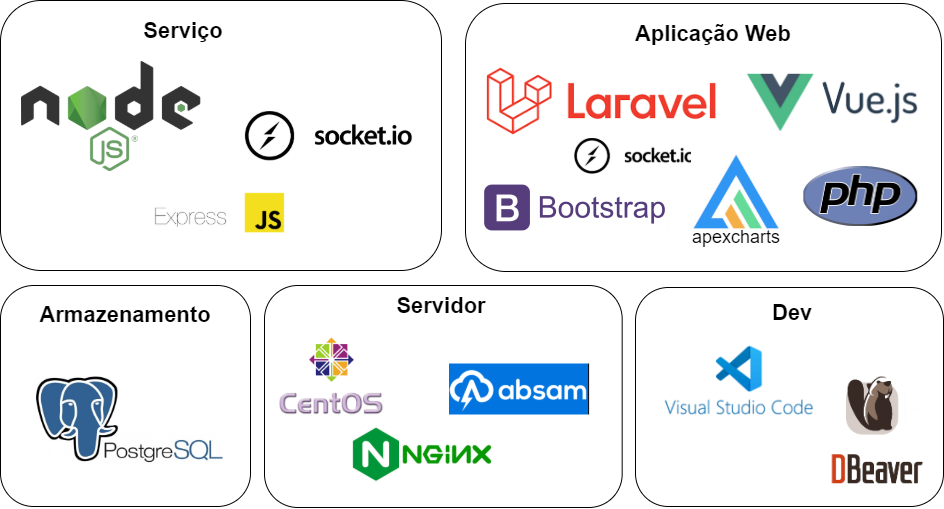 Serviço
node
JS
®
socket.io
Express
JS
Aplicação Web
Laravel
Vue.js
socket.io
B Bootstrap
apexcharts
php
Armazenamento
PostgreSQL
Servidor
CentOS
absam
N NGINX
Dev
Visual Studio Code
DBeaver